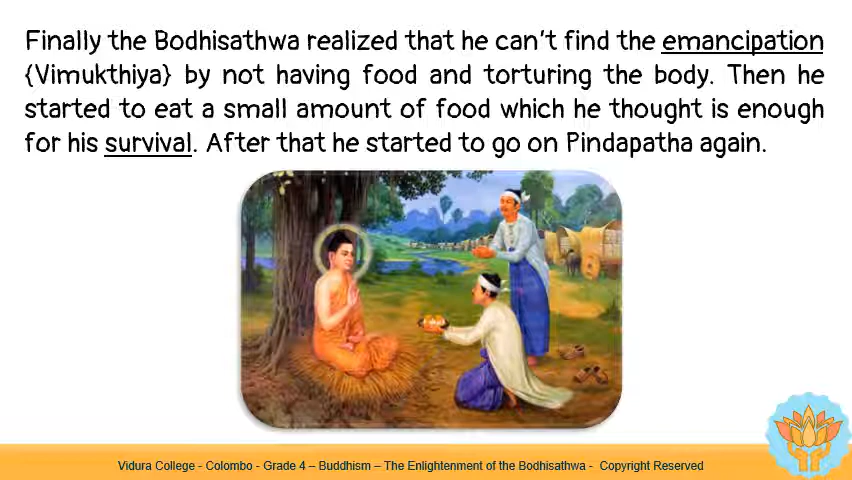 Finally the Bodhisathwa realized that he can't find the emancipation
{Vimukthiya} by not having food and torturing the body. Then he
started to eat a small amount of food which he thought is enough
for his survival. After that he started to go on Pindapatha again.
Vidura College - Colombo - Grade 4 – Buddhism – The Enlightenment of the Bodhisathwa - Copyright Reserved